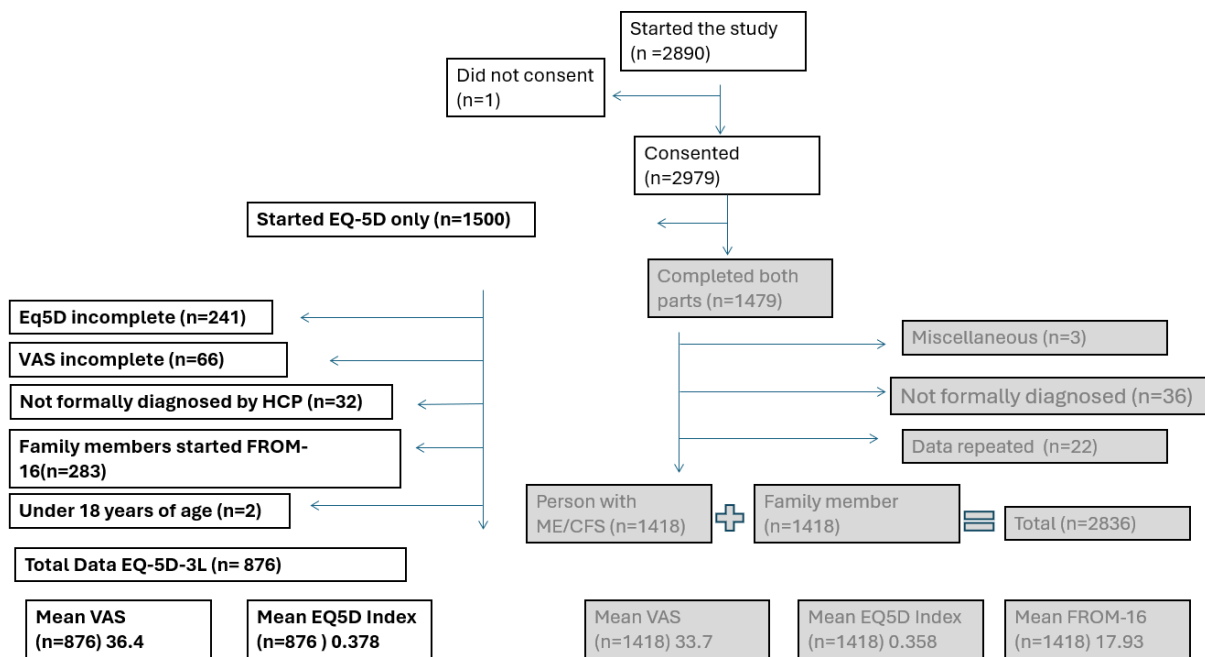 Started the study
(n =2890)
Did not consent
(n=1)
Consented
(n=2979)
Started EQ-5D only (n=1500)
Completed both
parts (n=1479)
Eq5D incomplete (n=241)
VAS incomplete (n=66)
Not formally diagnosed by HCP (n=32)
Family members started FROM-
16(n=283)
Under 18 years of age (n=2)
Total Data EQ-5D-3L (n= 876)
Mean VAS
(n=876) 36.4
Mean EQ5D Index
(n=876 ) 0.378
Miscellaneous (n=3)
Not formally diagnosed (n=36)
Data repeated  (n=22)
Person with
ME/CFS (n=1418)
Family member
(n=1418)
Total (n=2836)
Mean VAS
(n=1418) 33.7
Mean EQ5D Index
(n=1418) 0.358
Mean FROM-16
(n=1418) 17.93